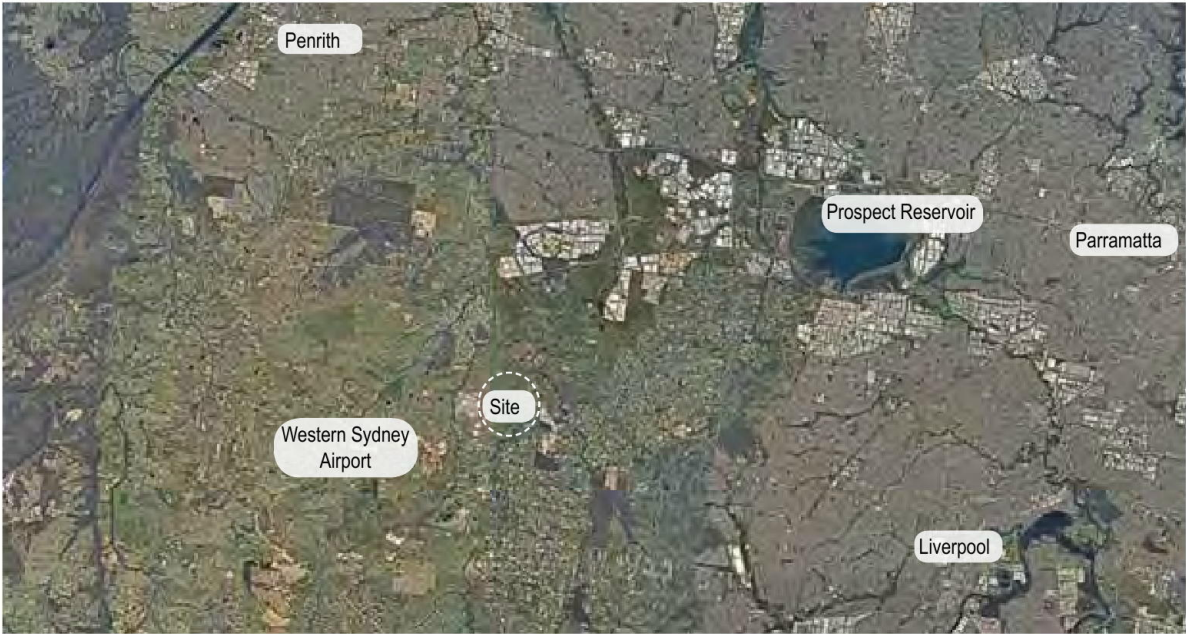 Penrith
Prospect Reservoir
Parramatta
Site
Western Sydney
Airport
Liverpool